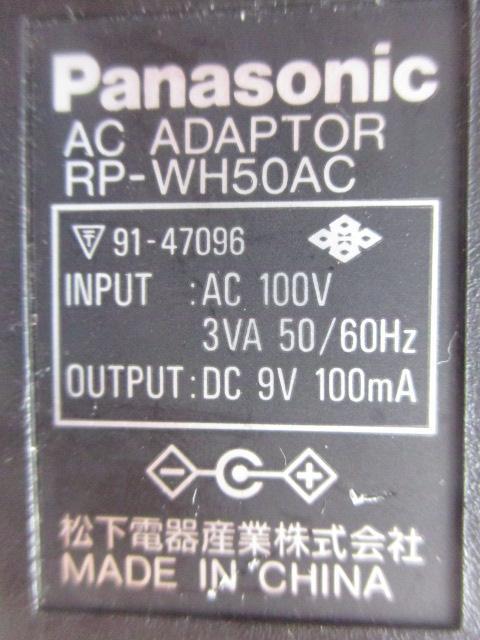 Panasonic
AC ADAPTOR
RP-WH50AC
91-47096
INPUT :AC 100V
3VA 50/60Hz
OUTPUT:DC 9V 100mA
松下電器産業株式会社
MADE IN CHINA